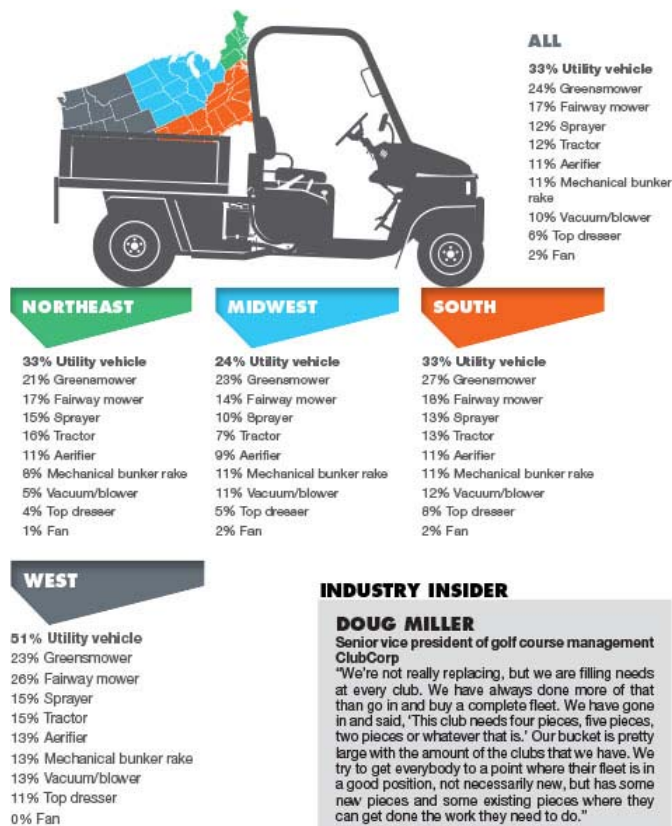 ALL
33% Utility vehicle
24% Greensmower
17% Fairway mower
12% Sprayer
12% Tractor
11% Aerifier
11% Mechanical bunker
rake
10% Vacuum/blower
6% Top dresser
2% Fan
NORTHEAST
33% Utility vehicle
21% Greensmower
17% Fairway mower
15% Sprayer
16% Tractor
11% Aerifier
8% Mechanical bunker rake
5% Vacuum/blower
4% Top dresser
1% Fan
MIDWEST
24% Utility vehicle
23% Greensmower
14% Fairway mower
10% Sprayer
7% Tractor
9% Aerifier
11% Mechanical bunker rake
11% Vacuum/blower
5% Top dresser
2% Fan
SOUTH
33% Utility vehicle
27% Greensmower
18% Fairway mower
13% Sprayer
13% Tractor
11% Aerifier
11% Mechanical bunker rake
12% Vacuum/blower
8% Top dresser
2% Fan
WEST
51% Utility vehicle
23% Greensmower
26% Fairway mower
15% Sprayer
15% Tractor
13% Aerifier
13% Mechanical bunker rake
13% Vacuum/blower
11% Top dresser
0% Fan
INDUSTRY INSIDER
DOUG MILLER
Senior vice president of golf course management
ClubCorp
"We're not really replacing, but we are filling needs
at every club. We have always done more of that
than go in and buy a complete fleet. We have gone
in and said, 'This club needs four pieces, five pieces,
two pieces or whatever that is.' Our bucket is pretty
large with the amount of the clubs that we have. We
try to get everybody to a point where their fleet is in
a good position, not necessarily new, but has some
new pieces and some existing pieces where they
can get done the work they need to do."